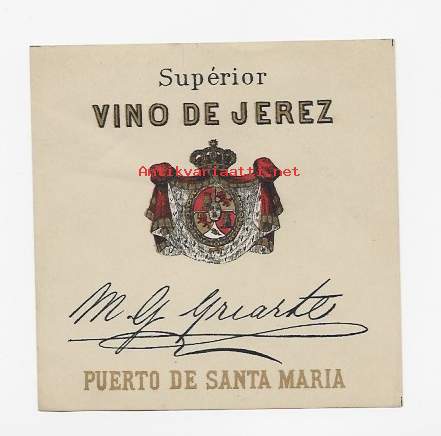 Supérior
VINO DE JEREZ
Antikvariaatti.net
M. G. Yriarte
PUERTO DE SANTA MARIA